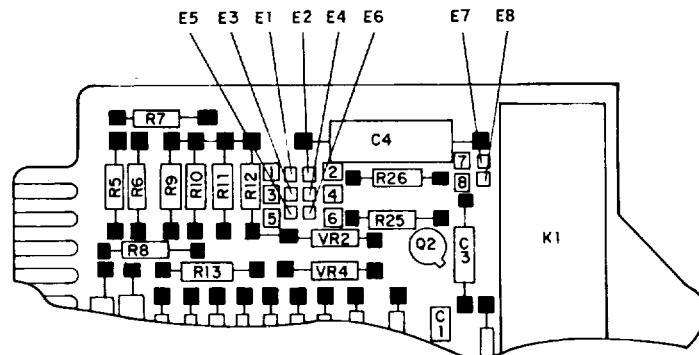 E5 E3 E1 E2 E4 E6 E7 E8
R7
C4
R5 R6 R9 R10 R11 R12
1 2
3 4
5 6
R26
7
8
R25
VR2
Q2
C3
K1
R8
R13
VR4
C1